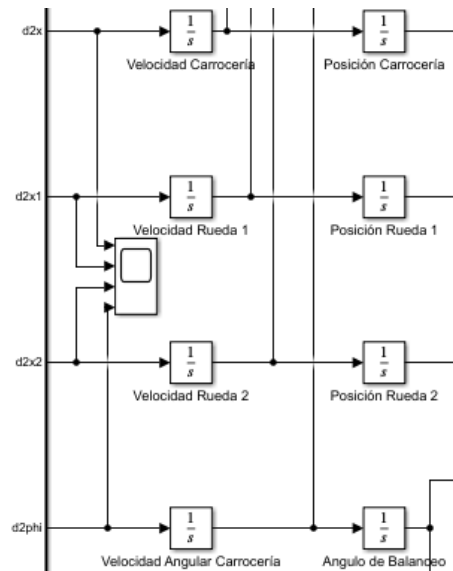 d2x
1
s
1
s
Velocidad Carrocería
Posición Carrocería
d2x1
1
s
1
s
Velocidad Rueda 1
Posición Rueda 1
d2x2
1
s
1
s
Velocidad Rueda 2
Posición Rueda 2
d2phi
1
s
1
s
Velocidad Angular Carrocería
Angulo de Balanceo